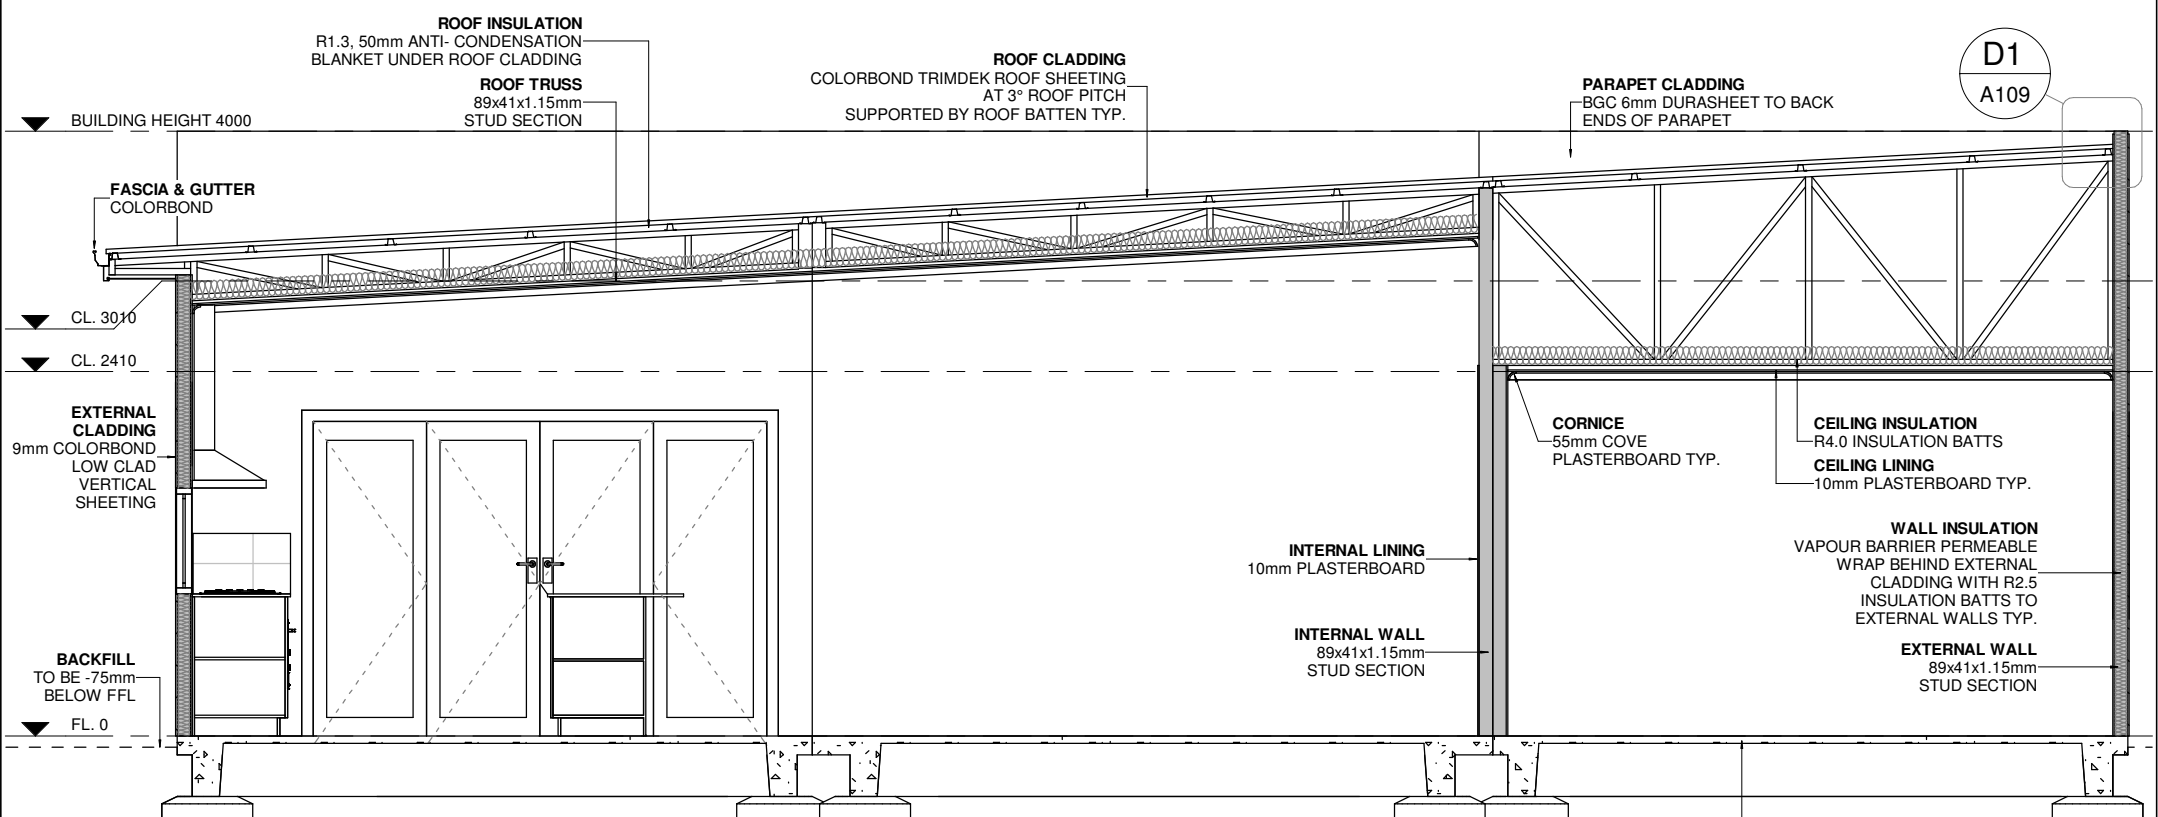 ROOF INSULATION
R1.3, 50mm ANTI- CONDENSATION
BLANKET UNDER ROOF CLADDING
ROOF TRUSS
89x41x1.15mm
STUD SECTION
ROOF CLADDING
COLORBOND TRIMDEK ROOF SHEETING
AT 3° ROOF PITCH
SUPPORTED BY ROOF BATTEN TYP.
PARAPET CLADDING
BGC 6mm DURASHEET TO BACK
ENDS OF PARAPET
D1
A109
BUILDING HEIGHT 4000
FASCIA & GUTTER
COLORBOND
CL. 3010
CL. 2410
EXTERNAL
CLADDING
9mm COLORBOND
LOW CLAD
VERTICAL
SHEETING
BACKFILL
TO BE -75mm
BELOW FFL
FL. 0
INTERNAL LINING
10mm PLASTERBOARD
INTERNAL WALL
89x41x1.15mm
STUD SECTION
CORNICE
55mm COVE
PLASTERBOARD TYP.
CEILING INSULATION
R4.0 INSULATION BATTS
CEILING LINING
10mm PLASTERBOARD TYP.
WALL INSULATION
VAPOUR BARRIER PERMEABLE
WRAP BEHIND EXTERNAL
CLADDING WITH R2.5
INSULATION BATTS TO
EXTERNAL WALLS TYP.
EXTERNAL WALL
89x41x1.15mm
STUD SECTION